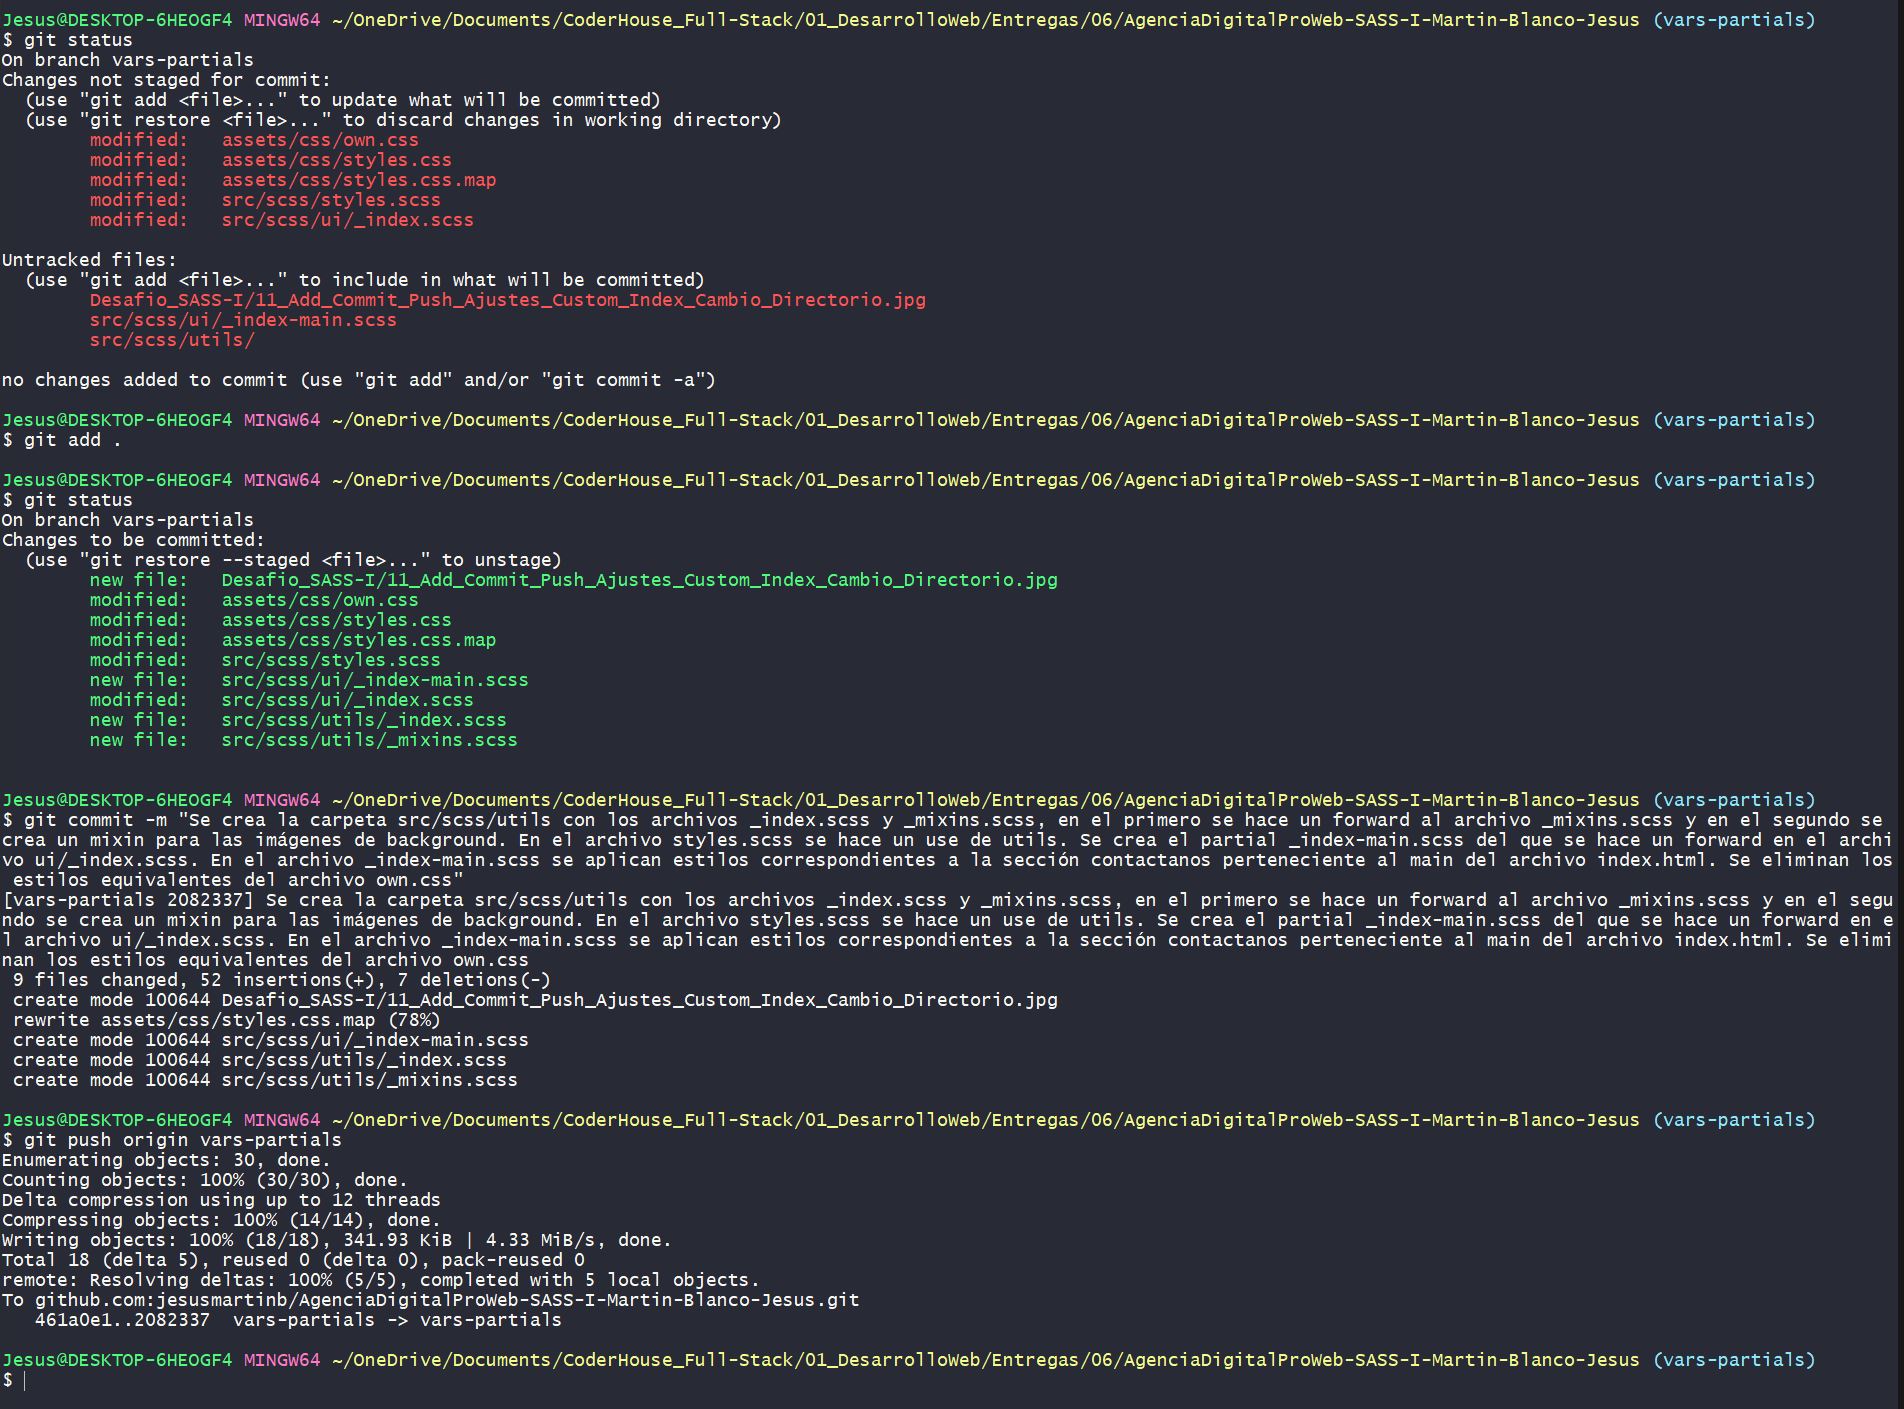 Jesus@DESKTOP-6HEOGF4 MINGW64 ~/OneDrive/Documents/CoderHouse_Full-Stack/01_DesarrolloWeb/Entregas/06/AgenciaDigitalProWeb-SASS-I-Martin-Blanco-Jesus (vars-partials)
$ git status
On branch vars-partials
Changes not staged for commit:
  (use "git add <file>..." to update what will be committed)
  (use "git restore <file>..." to discard changes in working directory)
        modified:   assets/css/own.css
        modified:   assets/css/styles.css
        modified:   assets/css/styles.css.map
        modified:   src/scss/styles.scss
        modified:   src/scss/ui/_index.scss

Untracked files:
  (use "git add <file>..." to include in what will be committed)
        Desafio_SASS-I/11_Add_Commit_Push_Ajustes_Custom_Index_Cambio_Directorio.jpg
        src/scss/ui/_index-main.scss
        src/scss/utils/

no changes added to commit (use "git add" and/or "git commit -a")

Jesus@DESKTOP-6HEOGF4 MINGW64 ~/OneDrive/Documents/CoderHouse_Full-Stack/01_DesarrolloWeb/Entregas/06/AgenciaDigitalProWeb-SASS-I-Martin-Blanco-Jesus (vars-partials)
$ git add .

Jesus@DESKTOP-6HEOGF4 MINGW64 ~/OneDrive/Documents/CoderHouse_Full-Stack/01_DesarrolloWeb/Entregas/06/AgenciaDigitalProWeb-SASS-I-Martin-Blanco-Jesus (vars-partials)
$ git status
On branch vars-partials
Changes to be committed:
  (use "git restore --staged <file>..." to unstage)
        new file:   Desafio_SASS-I/11_Add_Commit_Push_Ajustes_Custom_Index_Cambio_Directorio.jpg
        modified:   assets/css/own.css
        modified:   assets/css/styles.css
        modified:   assets/css/styles.css.map
        modified:   src/scss/styles.scss
        new file:   src/scss/ui/_index-main.scss
        modified:   src/scss/ui/_index.scss
        new file:   src/scss/utils/_index.scss
        new file:   src/scss/utils/_mixins.scss

Jesus@DESKTOP-6HEOGF4 MINGW64 ~/OneDrive/Documents/CoderHouse_Full-Stack/01_DesarrolloWeb/Entregas/06/AgenciaDigitalProWeb-SASS-I-Martin-Blanco-Jesus (vars-partials)
$ git commit -m "Se crea la carpeta src/scss/utils con los archivos _index.scss y _mixins.scss, en el primero se hace un forward al archivo _mixins.scss y en el segundo se
crea un mixin para las imágenes de background. En el archivo styles.scss se hace un use de utils. Se crea el partial _index-main.scss del que se hace un forward en el archi
vo ui/_index.scss. En el archivo _index-main.scss se aplican estilos correspondientes a la sección contactanos perteneciente al main del archivo index.html. Se eliminan los
 estilos equivalentes del archivo own.css"
[vars-partials 2082337] Se crea la carpeta src/scss/utils con los archivos _index.scss y _mixins.scss, en el primero se hace un forward al archivo _mixins.scss y en el segu
ndo se crea un mixin para las imágenes de background. En el archivo styles.scss se hace un use de utils. Se crea el partial _index-main.scss del que se hace un forward en e
l archivo ui/_index.scss. En el archivo _index-main.scss se aplican estilos correspondientes a la sección contactanos perteneciente al main del archivo index.html. Se elimi
nan los estilos equivalentes del archivo own.css
 9 files changed, 52 insertions(+), 7 deletions(-)
 create mode 100644 Desafio_SASS-I/11_Add_Commit_Push_Ajustes_Custom_Index_Cambio_Directorio.jpg
 rewrite assets/css/styles.css.map (78%)
 create mode 100644 src/scss/ui/_index-main.scss
 create mode 100644 src/scss/utils/_index.scss
 create mode 100644 src/scss/utils/_mixins.scss

Jesus@DESKTOP-6HEOGF4 MINGW64 ~/OneDrive/Documents/CoderHouse_Full-Stack/01_DesarrolloWeb/Entregas/06/AgenciaDigitalProWeb-SASS-I-Martin-Blanco-Jesus (vars-partials)
$ git push origin vars-partials
Enumerating objects: 30, done.
Counting objects: 100% (30/30), done.
Delta compression using up to 12 threads
Compressing objects: 100% (14/14), done.
Writing objects: 100% (18/18), 341.93 KiB | 4.33 MiB/s, done.
Total 18 (delta 5), reused 0 (delta 0), pack-reused 0
remote: Resolving deltas: 100% (5/5), completed with 5 local objects.
To github.com:jesusmartinb/AgenciaDigitalProWeb-SASS-I-Martin-Blanco-Jesus.git
   461a0e1..2082337  vars-partials -> vars-partials

Jesus@DESKTOP-6HEOGF4 MINGW64 ~/OneDrive/Documents/CoderHouse_Full-Stack/01_DesarrolloWeb/Entregas/06/AgenciaDigitalProWeb-SASS-I-Martin-Blanco-Jesus (vars-partials)
$